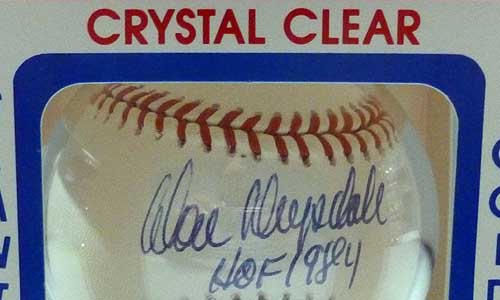 CRYSTAL CLEAR
Don Drysdale
HOF 1984